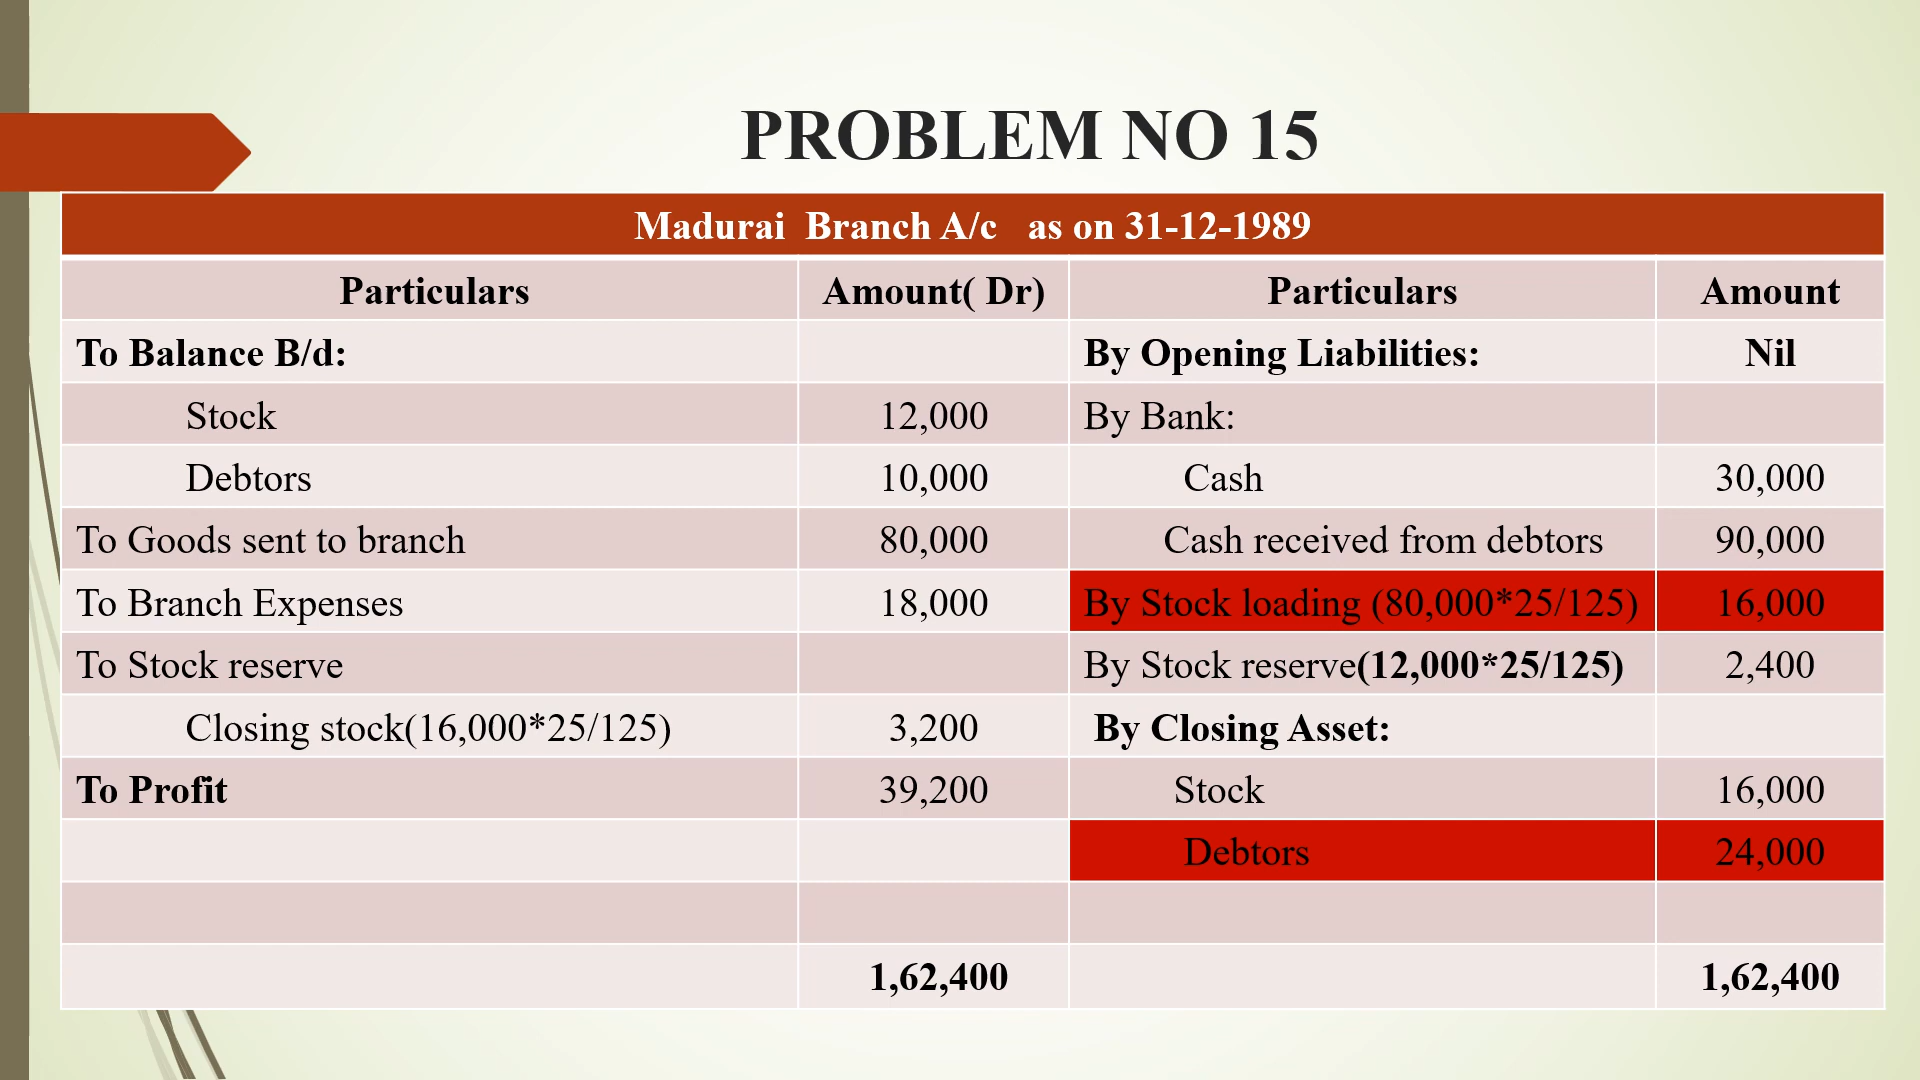 PROBLEM NO 15
Madurai Branch A/c as on 31-12-1989
Particulars Amount( Dr) Particulars Amount
To Balance B/d: By Opening Liabilities: Nil
Stock 12,000 By Bank:
Debtors 10,000 Cash 30,000
To Goods sent to branch 80,000 Cash received from debtors 90,000
To Branch Expenses 18,000 By Stock loading (80,000*25/125) 16,000
To Stock reserve By Stock reserve(12,000*25/125) 2,400
Closing stock(16,000*25/125) 3,200 By Closing Asset:
To Profit 39,200 Stock 16,000
Debtors 24,000
1,62,400 1,62,400